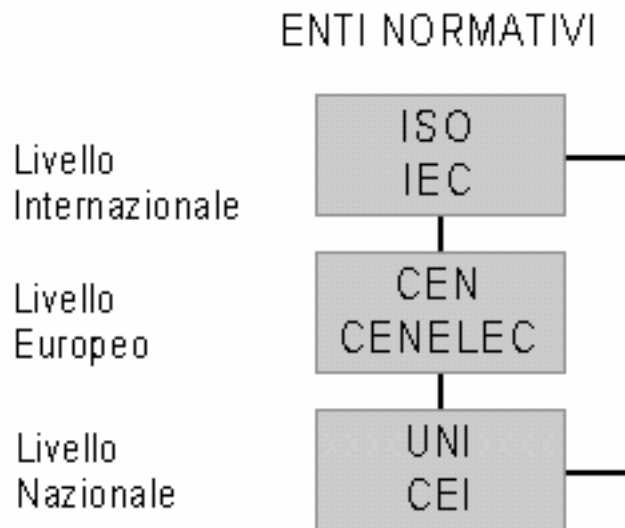 ENTI NORMATIVI
Livello
Internazionale
ISO
IEC
Livello
Europeo
CEN
CENELEC
Livello
Nazionale
UNI
CEI